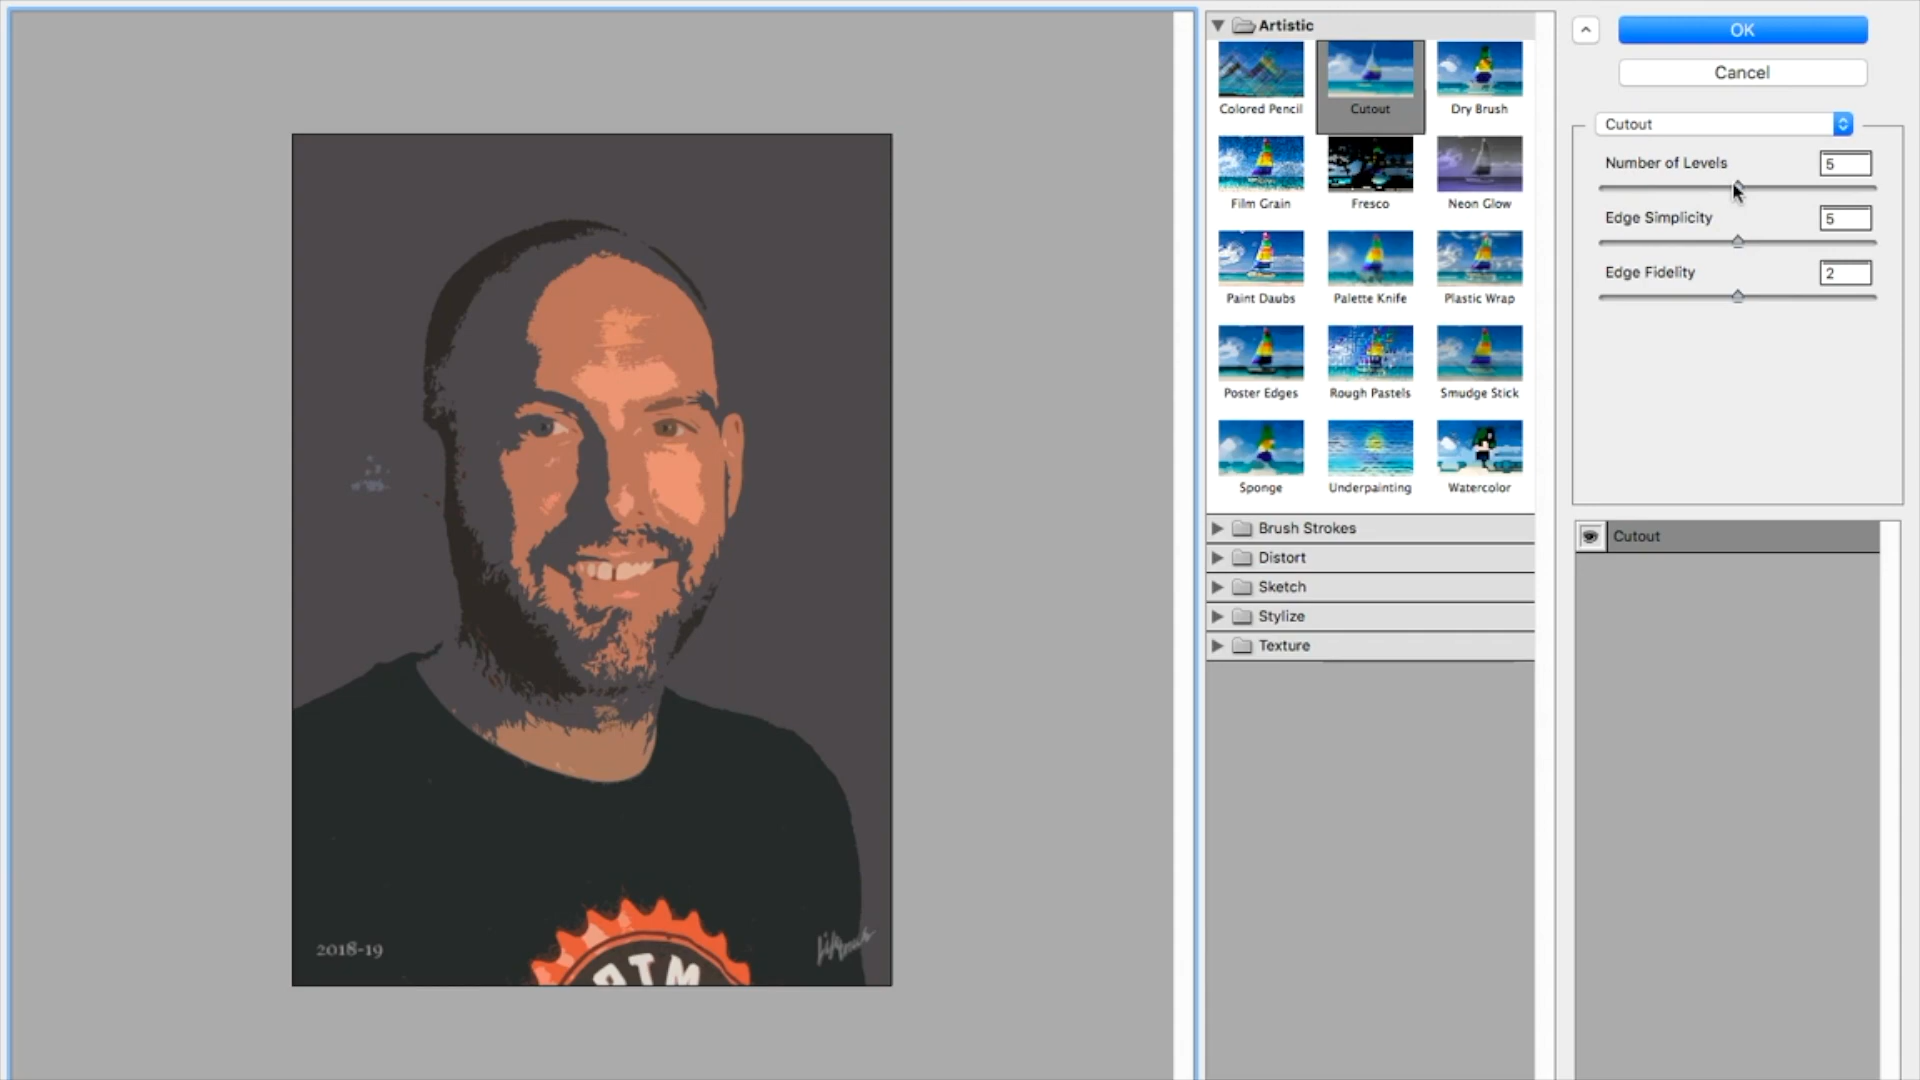 Artistic
Colored Pencil
Cutout
Dry Brush
Film Grain
Fresco
Neon Glow
Paint Daubs
Palette Knife
Plastic Wrap
Poster Edges
Rough Pastels
Smudge Stick
Sponge
Underpainting
Watercolor
Brush Strokes
Distort
Sketch
Stylize
Texture
OK
Cancel
Cutout
Number of Levels 5
Edge Simplicity 5
Edge Fidelity 2
Cutout
2018-19